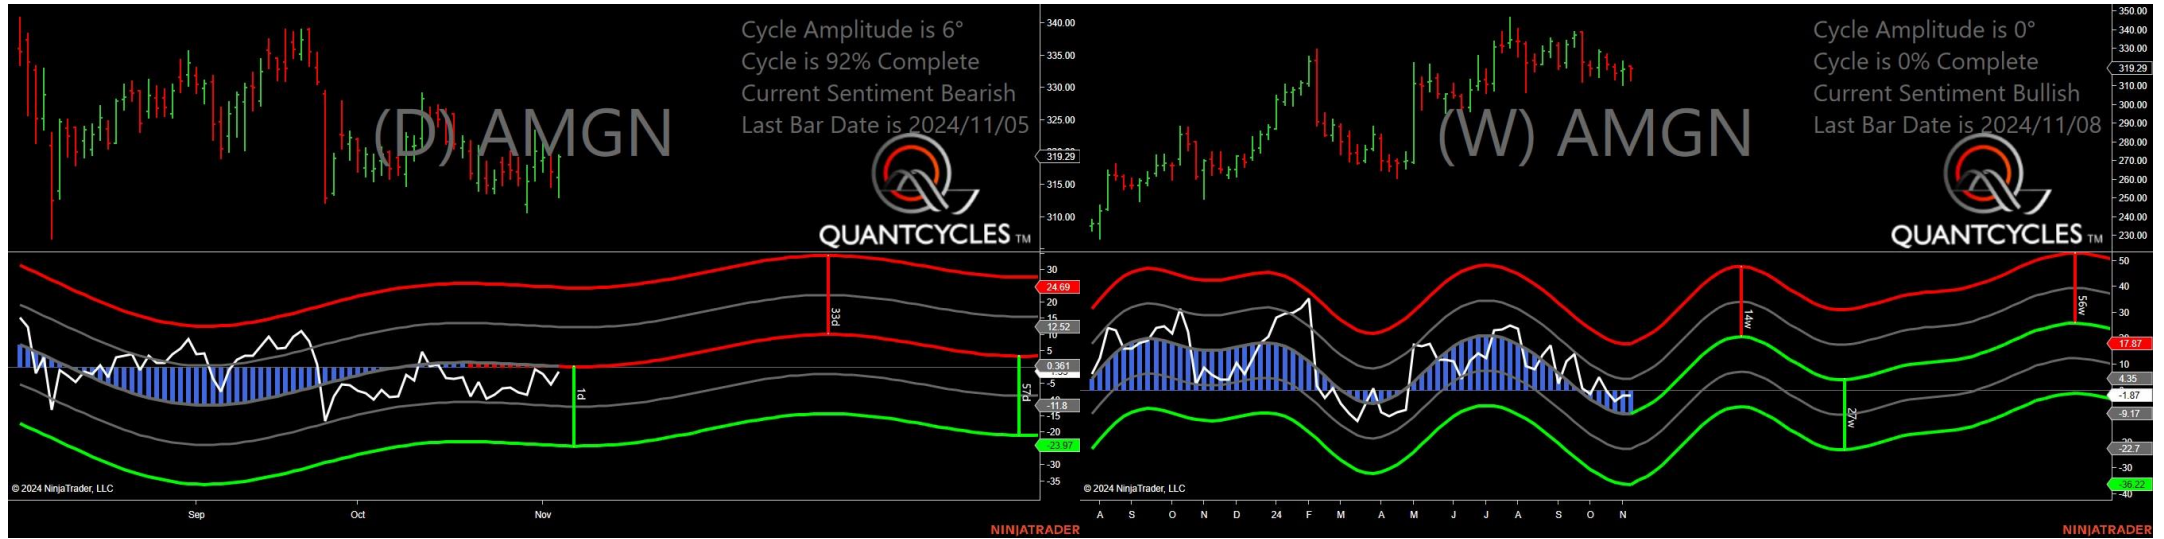 Cycle Amplitude is 6°
Cycle is 92% Complete
Current Sentiment Bearish
Last Bar Date is 2024/11/05
(D) AMGN
QUANTCYCLES TM
340.00
335.00
330.00
325.00
319.29
315.00
310.00
30
24.69
20
15
12.52
10
5
0.361
-5
-11.8
-15
-20
-23.97
-30
-35
1d
33d
57d
© 2024 NinjaTrader, LLC
Sep Oct Nov
NINJATRADER
Cycle Amplitude is 0°
Cycle is 0% Complete
Current Sentiment Bullish
Last Bar Date is 2024/11/08
(W) AMGN
QUANTCYCLES TM
350.00
340.00
330.00
319.29
310.00
300.00
290.00
280.00
270.00
260.00
250.00
240.00
230.00
50
40
30
20
17.87
10
4.35
-1.87
-9.17
-22.7
-30
-36.22
-40
14w
27w
56w
© 2024 NinjaTrader, LLC
A S O N D 24 F M A M J J A S O N
NINJATRADER